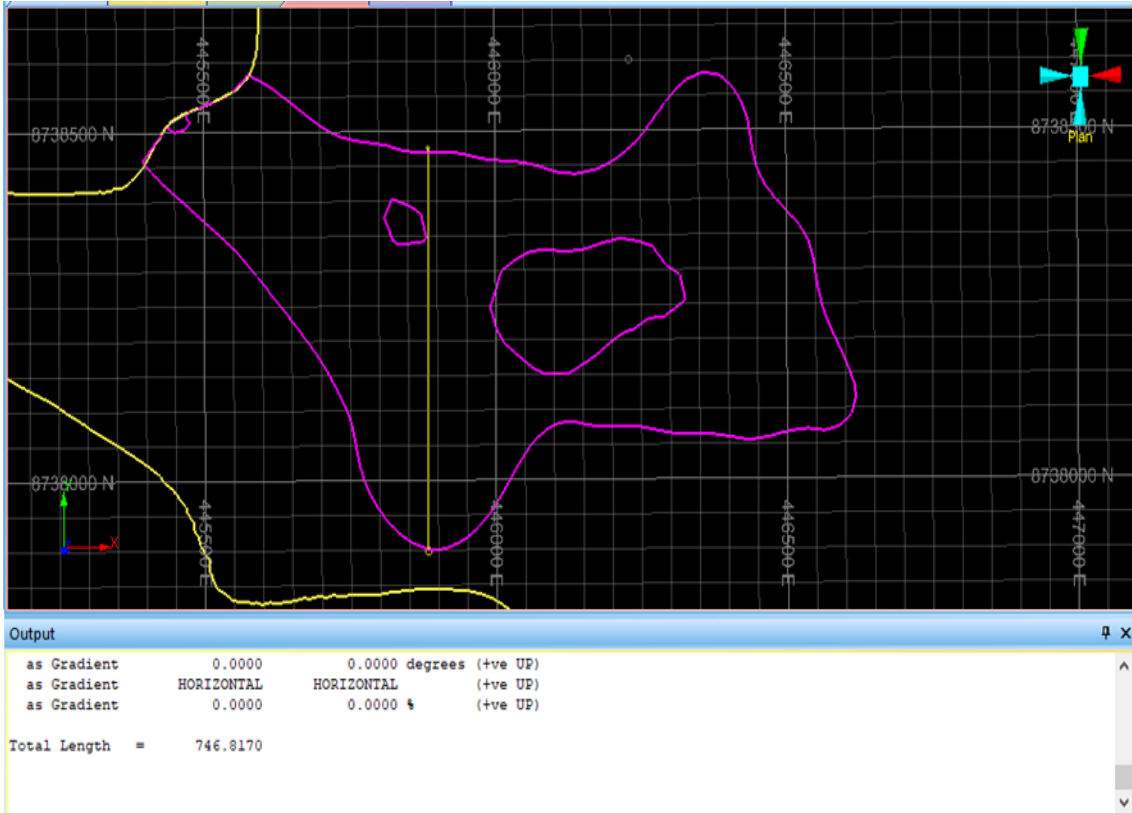 445500 E
446000 E
446500 E
8738500 N
Plan
8738000 N
8738000 N
X
445500 E
446000 E
446500 E
447000 E
Output
as Gradient 0.0000 0.0000 degrees (+ve UP)
as Gradient HORIZONTAL HORIZONTAL (+ve UP)
as Gradient 0.0000 0.0000 % (+ve UP)
Total Length = 746.8170